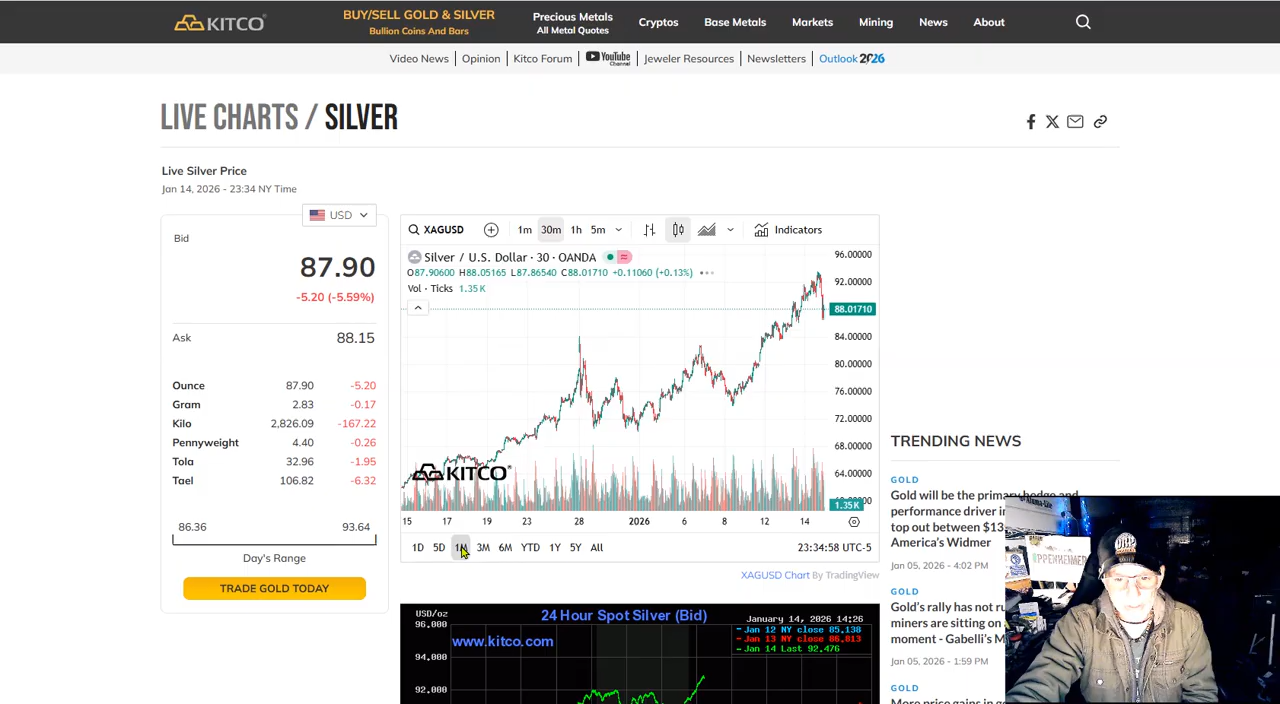 KITCO
BUY/SELL GOLD & SILVER
Bullion Coins And Bars
Precious Metals
All Metal Quotes
Cryptos
Base Metals
Markets
Mining
News
About
Video News
Opinion
Kitco Forum
YouTube
Channel
Jeweler Resources
Newsletters
Outlook 2026
LIVE CHARTS / SILVER
Live Silver Price
Jan 14, 2026 - 23:34 NY Time
USD
Bid
87.90
-5.20 (-5.59%)
Ask 88.15
Ounce 87.90 -5.20
Gram 2.83 -0.17
Kilo 2,826.09 -167.22
Pennyweight 4.40 -0.26
Tola 32.96 -1.95
Tael 106.82 -6.32
86.36 93.64
Day's Range
TRADE GOLD TODAY
XAGUSD 1m 30m 1h 5m Indicators
Silver / U.S. Dollar · 30 · OANDA
O87.90600 H88.05165 L87.86540 C88.01710 +0.11060 (+0.13%)
Vol · Ticks 1.35 K
96.00000
92.00000
88.01710
84.00000
80.00000
76.00000
72.00000
68.00000
64.00000
1.35 K
KITCO
15 17 19 23 28 2026 6 8 12 14
1D 5D 1M 3M 6M YTD 1Y 5Y All 23:34:58 UTC-5
XAGUSD Chart By TradingView
USD/oz 24 Hour Spot Silver (Bid) January 14, 2026 14:26
96.000
www.kitco.com
Jan 12 NY close 85.138
Jan 13 NY close 86.813
Jan 14 Last 92.476
94.000
92.000
TRENDING NEWS
GOLD
Gold will be the primary hedge and
performance driver in
top out between $13
America's Widmer
Jan 05, 2026 - 4:02 PM
GOLD
Gold's rally has not ru
miners are sitting on
moment - Gabelli's M
Jan 05, 2026 - 1:59 PM
GOLD
More price gains in g